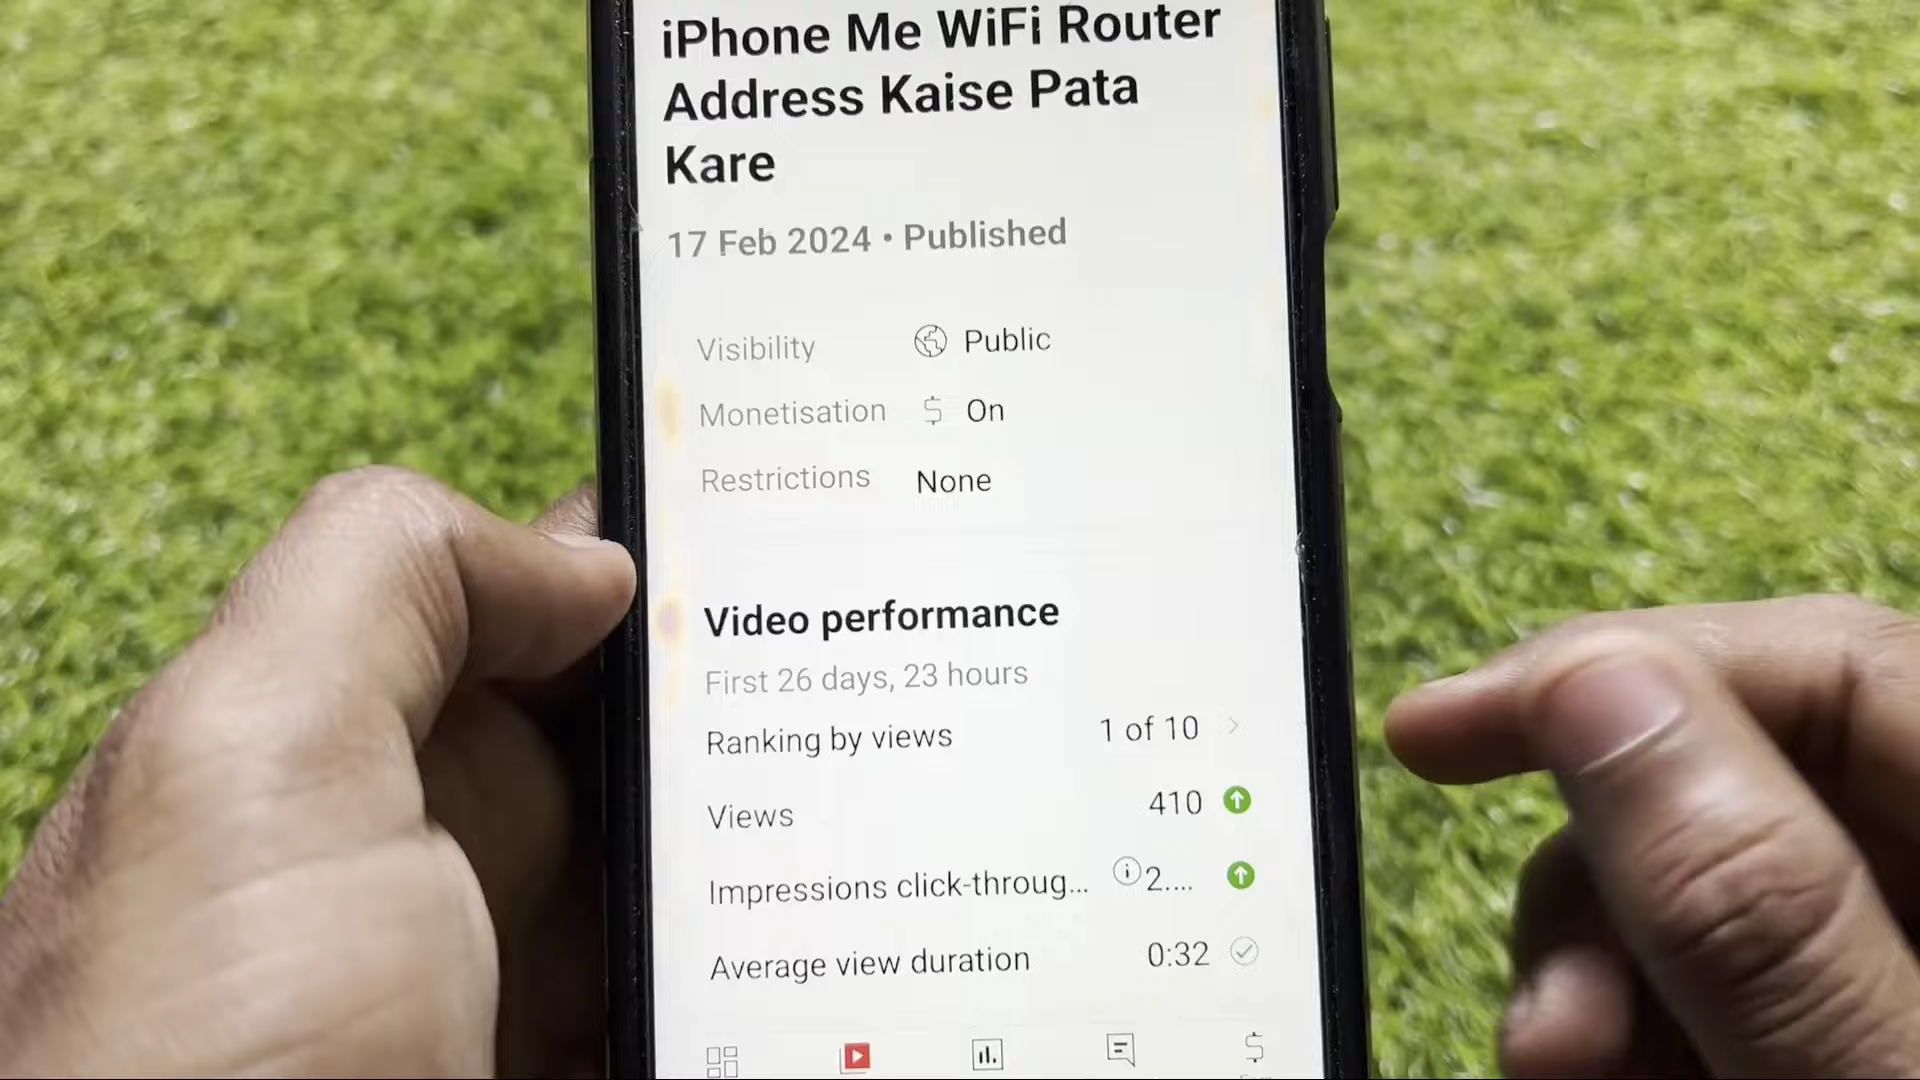 iPhone Me WiFi Router
Address Kaise Pata
Kare
17 Feb 2024 • Published
Visibility Public
Monetisation $ On
Restrictions None
Video performance
First 26 days, 23 hours
Ranking by views 1 of 10
Views 410
Impressions click-throug... 2....
Average view duration 0:32